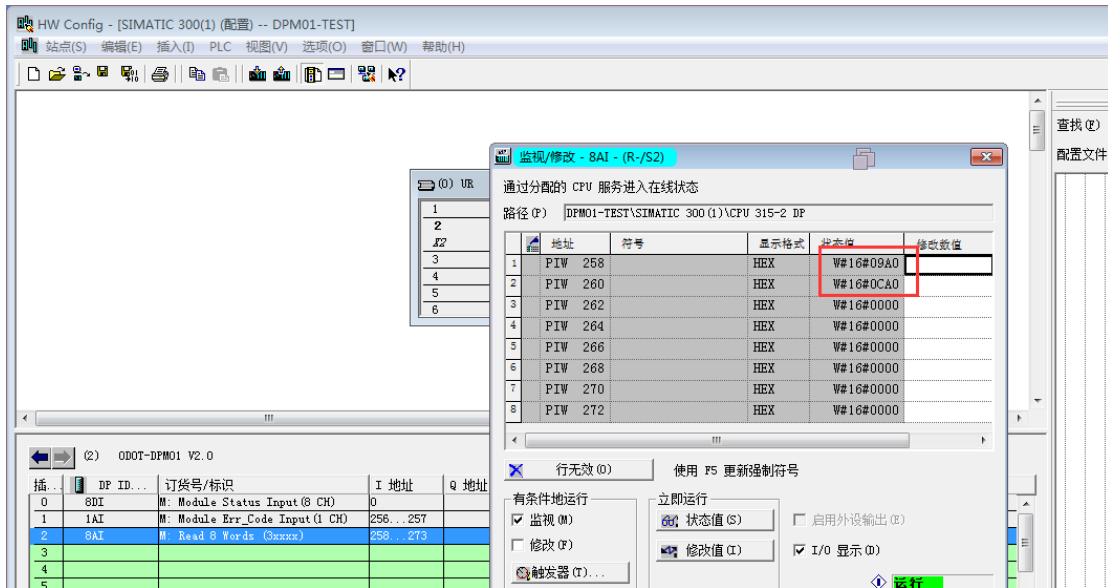 HW Config - [SIMATIC 300(1) (配置) -- DPM01-TEST]
站点(S) 编辑(E) 插入(I) PLC 视图(V) 选项(O) 窗口(W) 帮助(H)
查找(F)
配置文件
(0) UR
1
2
X2
3
4
5
6
监视/修改 - 8AI - (R-/S2)
通过分配的 CPU 服务进入在线状态
路径(P) DPM01-TEST\SIMATIC 300(1)\CPU 315-2 DP
地址 符号 显示格式 状态值 修改数值
1 PIW 258 HEX W#16#09A0
2 PIW 260 HEX W#16#0CA0
3 PIW 262 HEX W#16#0000
4 PIW 264 HEX W#16#0000
5 PIW 266 HEX W#16#0000
6 PIW 268 HEX W#16#0000
7 PIW 270 HEX W#16#0000
8 PIW 272 HEX W#16#0000
行无效(O) 使用 F5 更新强制符号
有条件地运行 立即运行
监视(M) 状态值(S) 启用外设输出(E)
修改(F) 修改值(I) I/O 显示(D)
触发器(T)...
运行
(2) ODOT-DPM01 V2.0
插... DP ID... 订货号/标识 I 地址 Q 地址
0 8DI M: Module Status Input(8 CH) 0
1 1AI M: Module Err_Code Input(1 CH) 256...257
2 8AI M: Read 8 Words (3xxxx) 258...273
3
4
5